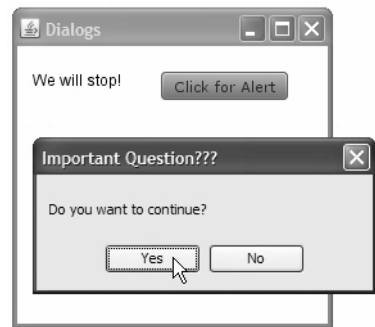 Dialogs
We will stop!
Click for Alert
Important Question???
Do you want to continue?
Yes
No